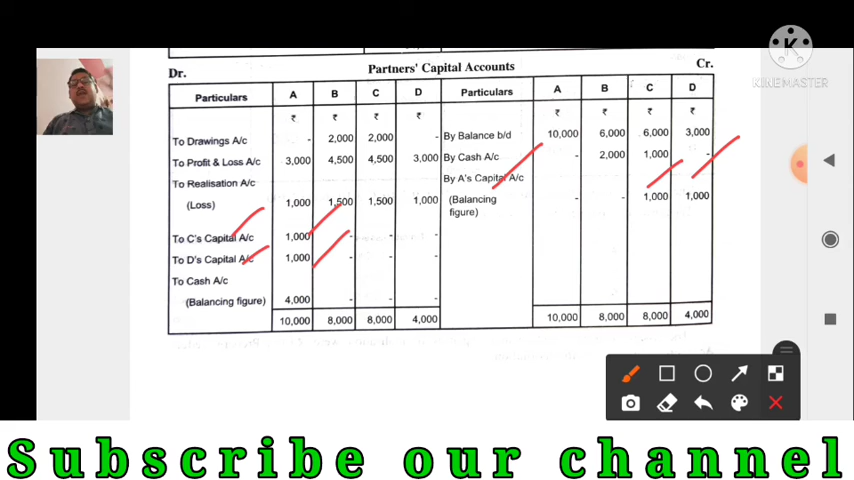 KINEMASTER
Dr. Partners' Capital Accounts Cr.
Particulars A B C D Particulars A B C D
₹ ₹ ₹ ₹ ₹ ₹ ₹ ₹
To Drawings A/c - 2,000 2,000 - By Balance b/d 10,000 6,000 6,000 3,000
To Profit & Loss A/c 3,000 4,500 4,500 3,000 By Cash A/c - 2,000 1,000 -
To Realisation A/c By A's Capital A/c
(Loss) 1,000 1,500 1,500 1,000 (Balancing - - 1,000 1,000
figure)
To C's Capital A/c 1,000 - - -
To D's Capital A/c 1,000 - - -
To Cash A/c
(Balancing figure) 4,000 - - -
10,000 8,000 8,000 4,000 10,000 8,000 8,000 4,000
Subscribe our channel